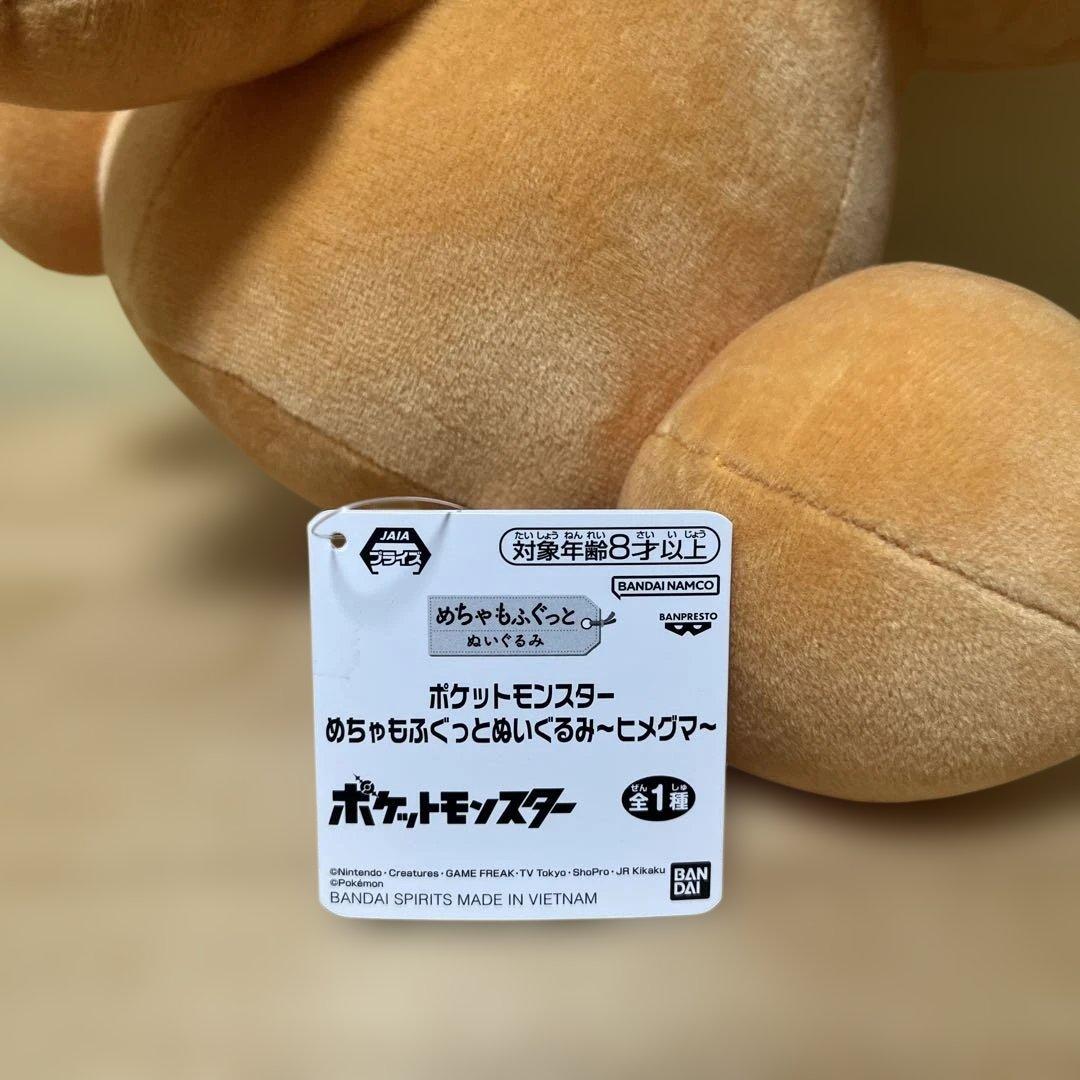 JAIA
プライズ
たいしょう ねん れい さい い じょう
対象年齢8才以上
BANDAI NAMCO
BANPRESTO
めちゃもふぐっと
ぬいぐるみ
ポケットモンスター
めちゃもふぐっとぬいぐるみ～ヒメグマ～
ポケットモンスター
ぜん しゅ
全1種
©Nintendo・Creatures・GAME FREAK・TV Tokyo・ShoPro・JR Kikaku
©Pokémon
BANDAI SPIRITS MADE IN VIETNAM
BAN
DAI